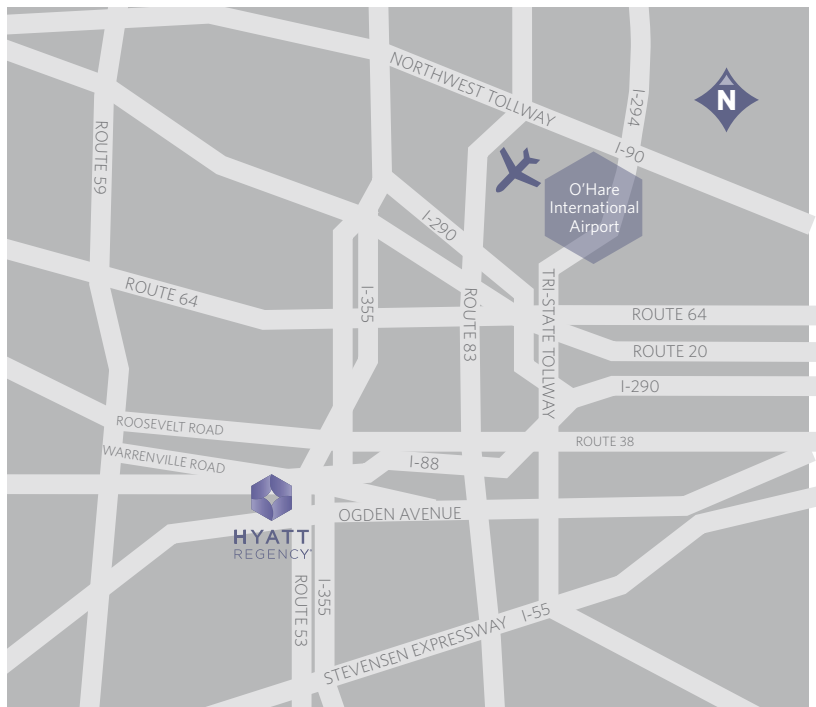 NORTHWEST TOLLWAY
I-294
N
ROUTE 59
I-90
O'Hare
International
Airport
I-290
ROUTE 64
I-355
ROUTE 83
TRI-STATE TOLLWAY
ROUTE 64
ROUTE 20
I-290
ROOSEVELT ROAD
ROUTE 38
WARRENVILLE ROAD
I-88
OGDEN AVENUE
HYATT
REGENCY
ROUTE 53
I-355
STEVENSEN EXPRESSWAY I-55